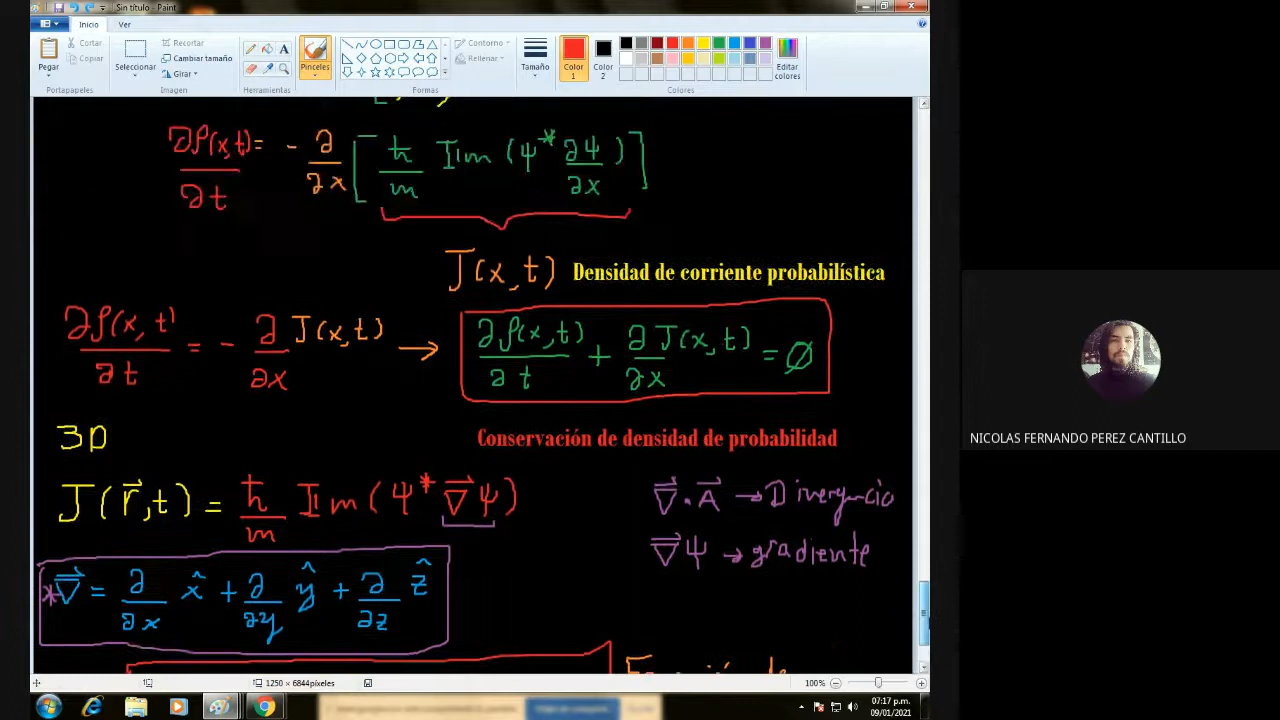 Sin título - Paint
Inicio Ver
Pegar
Cortar
Copiar
Portapapeles
Seleccionar
Recortar
Cambiar tamaño
Girar
Imagen
Herramientas
Pinceles
Contorno
Rellenar
Formas
Tamaño
Color 1
Color 2
Editar colores
Colores
∂ρ(x,t)/∂t = - ∂/∂x [ ħ/m Im (Ψ* ∂Ψ/∂x ) ]
J(x,t) Densidad de corriente probabilística
∂ρ(x,t)/∂t = - ∂/∂x J(x,t) → ∂ρ(x,t)/∂t + ∂J(x,t)/∂x = ∅
3D
Conservación de densidad de probabilidad
J(r⃗,t) = ħ/m Im (Ψ* ∇⃗Ψ)
∇⃗·A⃗ → Divergencia
∇⃗Ψ → gradiente
*∇⃗ = ∂/∂x x̂ + ∂/∂y ŷ + ∂/∂z ẑ
NICOLAS FERNANDO PEREZ CANTILLO
1250 × 6844píxeles
100%
07:17 p.m.
09/01/2021